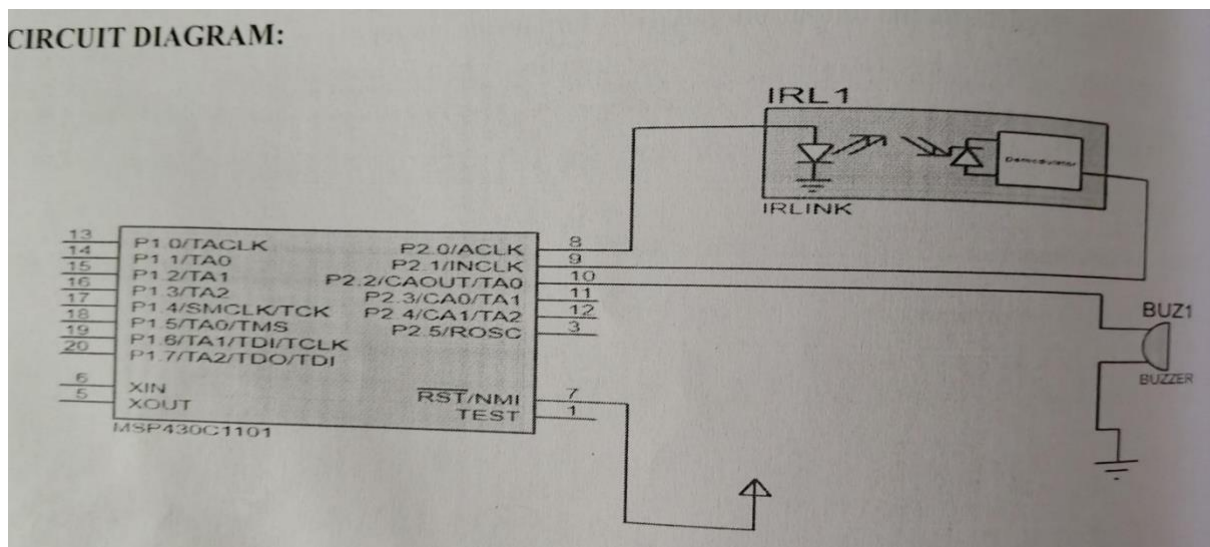 CIRCUIT DIAGRAM:
IRL1
Demodulator
IRLINK
13 P1.0/TACLK
14 P1.1/TA0
15 P1.2/TA1
16 P1.3/TA2
17 P1.4/SMCLK/TCK
18 P1.5/TA0/TMS
19 P1.6/TA1/TDI/TCLK
20 P1.7/TA2/TDO/TDI
6 XIN
5 XOUT
P2.0/ACLK 8
P2.1/INCLK 9
P2.2/CAOUT/TA0 10
P2.3/CA0/TA1 11
P2.4/CA1/TA2 12
P2.5/ROSC 3
RST/NMI 7
TEST 1
MSP430C1101
BUZ1
BUZZER